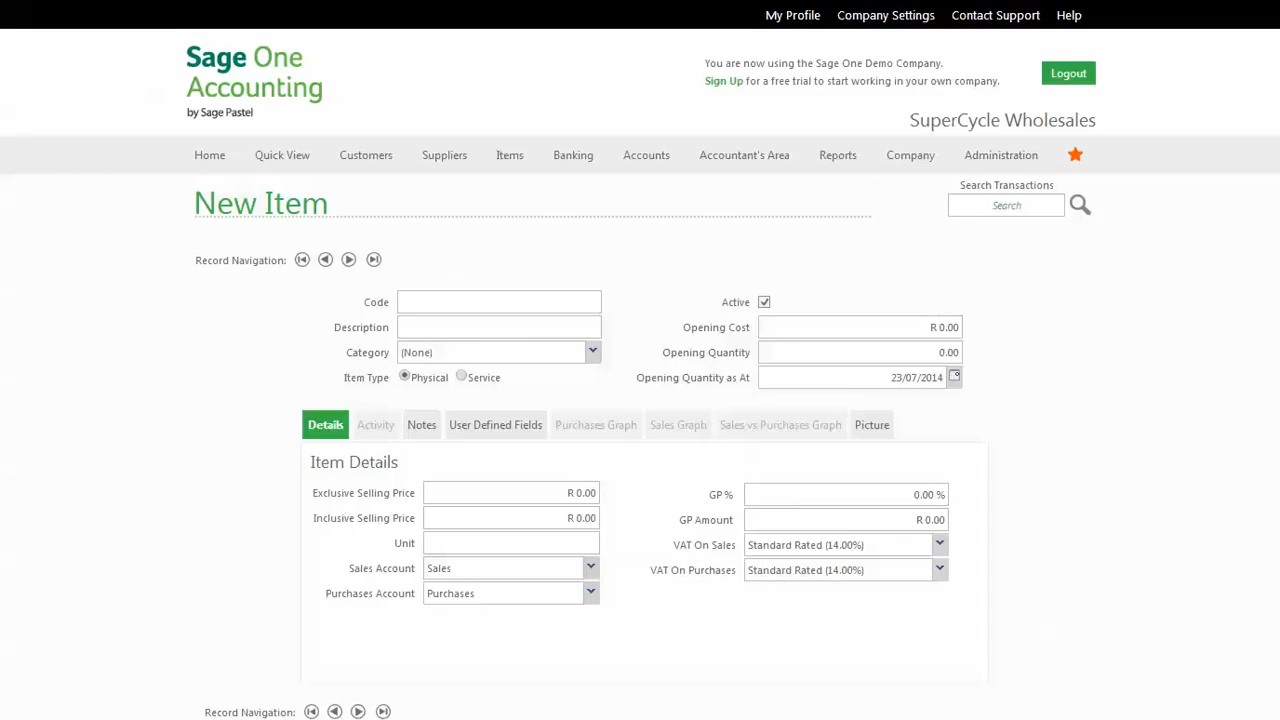 My Profile Company Settings Contact Support Help
Sage One
Accounting
by Sage Pastel
You are now using the Sage One Demo Company.
Sign Up for a free trial to start working in your own company.
Logout
SuperCycle Wholesales
Home Quick View Customers Suppliers Items Banking Accounts Accountant's Area Reports Company Administration
New Item
Search Transactions
Search
Record Navigation:
Code
Active
Description
Opening Cost R 0.00
Category (None)
Opening Quantity 0.00
Item Type Physical Service
Opening Quantity as At 23/07/2014
Details Activity Notes User Defined Fields Purchases Graph Sales Graph Sales vs Purchases Graph Picture
Item Details
Exclusive Selling Price R 0.00
GP % 0.00 %
Inclusive Selling Price R 0.00
GP Amount R 0.00
Unit
VAT On Sales Standard Rated (14.00%)
Sales Account Sales
VAT On Purchases Standard Rated (14.00%)
Purchases Account Purchases
Record Navigation: